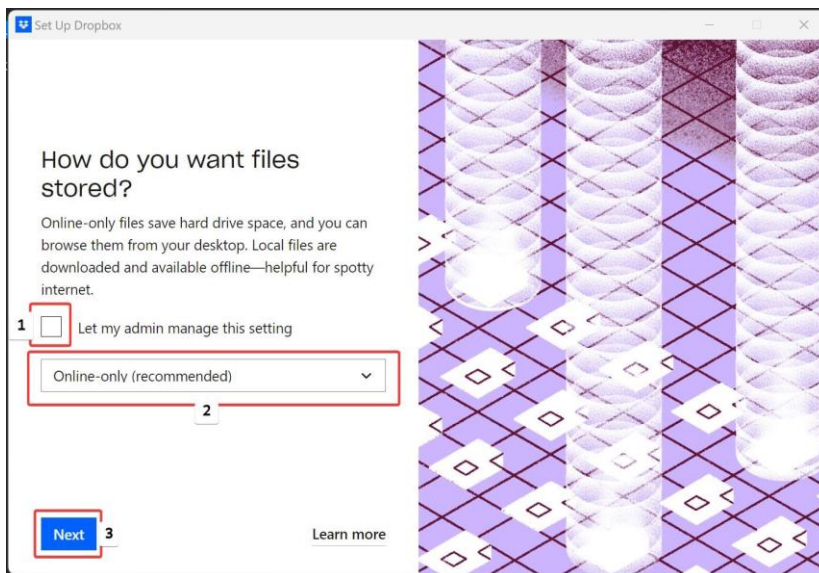 Set Up Dropbox
How do you want files
stored?
Online-only files save hard drive space, and you can
browse them from your desktop. Local files are
downloaded and available offline—helpful for spotty
internet.
1 Let my admin manage this setting
Online-only (recommended)
2
Next 3 Learn more